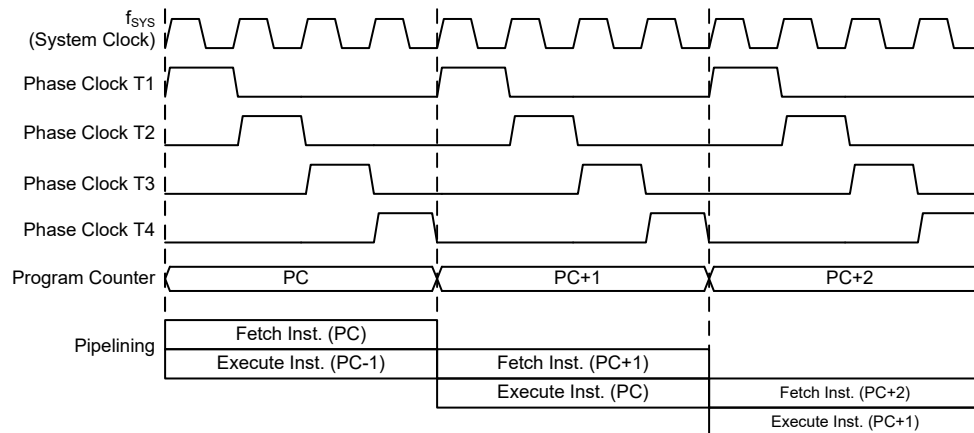 fSYS
(System Clock)
Phase Clock T1
Phase Clock T2
Phase Clock T3
Phase Clock T4
Program Counter PC PC+1 PC+2
Pipelining
Fetch Inst. (PC)
Execute Inst. (PC-1) Fetch Inst. (PC+1)
Execute Inst. (PC) Fetch Inst. (PC+2)
Execute Inst. (PC+1)